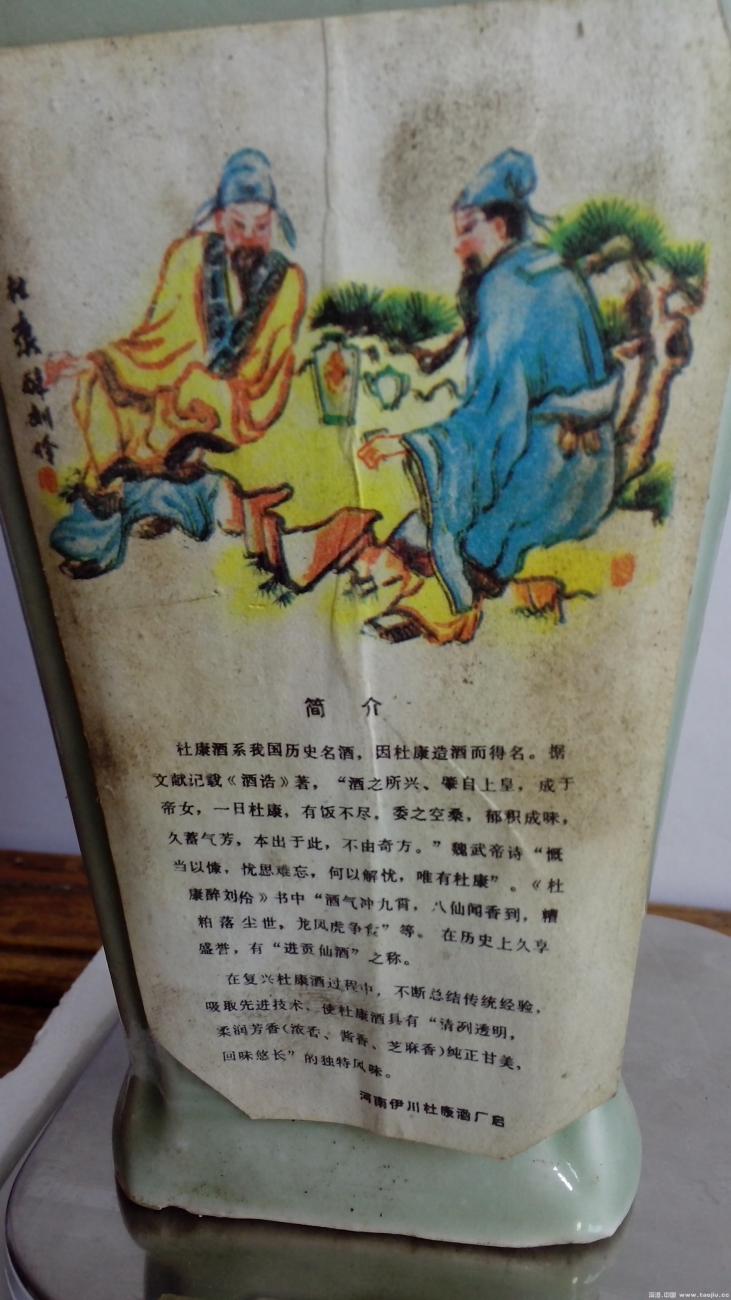 杜康醉刘伶
简介
杜康酒系我国历史名酒，因杜康造酒而得名。据
文献记载《酒诰》著，“酒之所兴、肇自上皇，成于
帝女，一曰杜康，有饭不尽，委之空桑，郁积成味，
久蓄气芳，本出于此，不由奇方。”魏武帝诗“慨
当以慷，忧思难忘，何以解忧，唯有杜康”。《杜
康醉刘伶》书中“酒气冲九霄，八仙闻香到，糟
粕落尘世，龙凤虎争食”等。在历史上久享
盛誉，有“进贡仙酒”之称。
在复兴杜康酒过程中，不断总结传统经验，
吸取先进技术，使杜康酒具有“清冽透明，
柔润芳香(浓香、酱香、芝麻香)纯正甘美，
回味悠长”的独特风味。
河南伊川杜康酒厂启
淘酒.中国 www.taojiu.cc